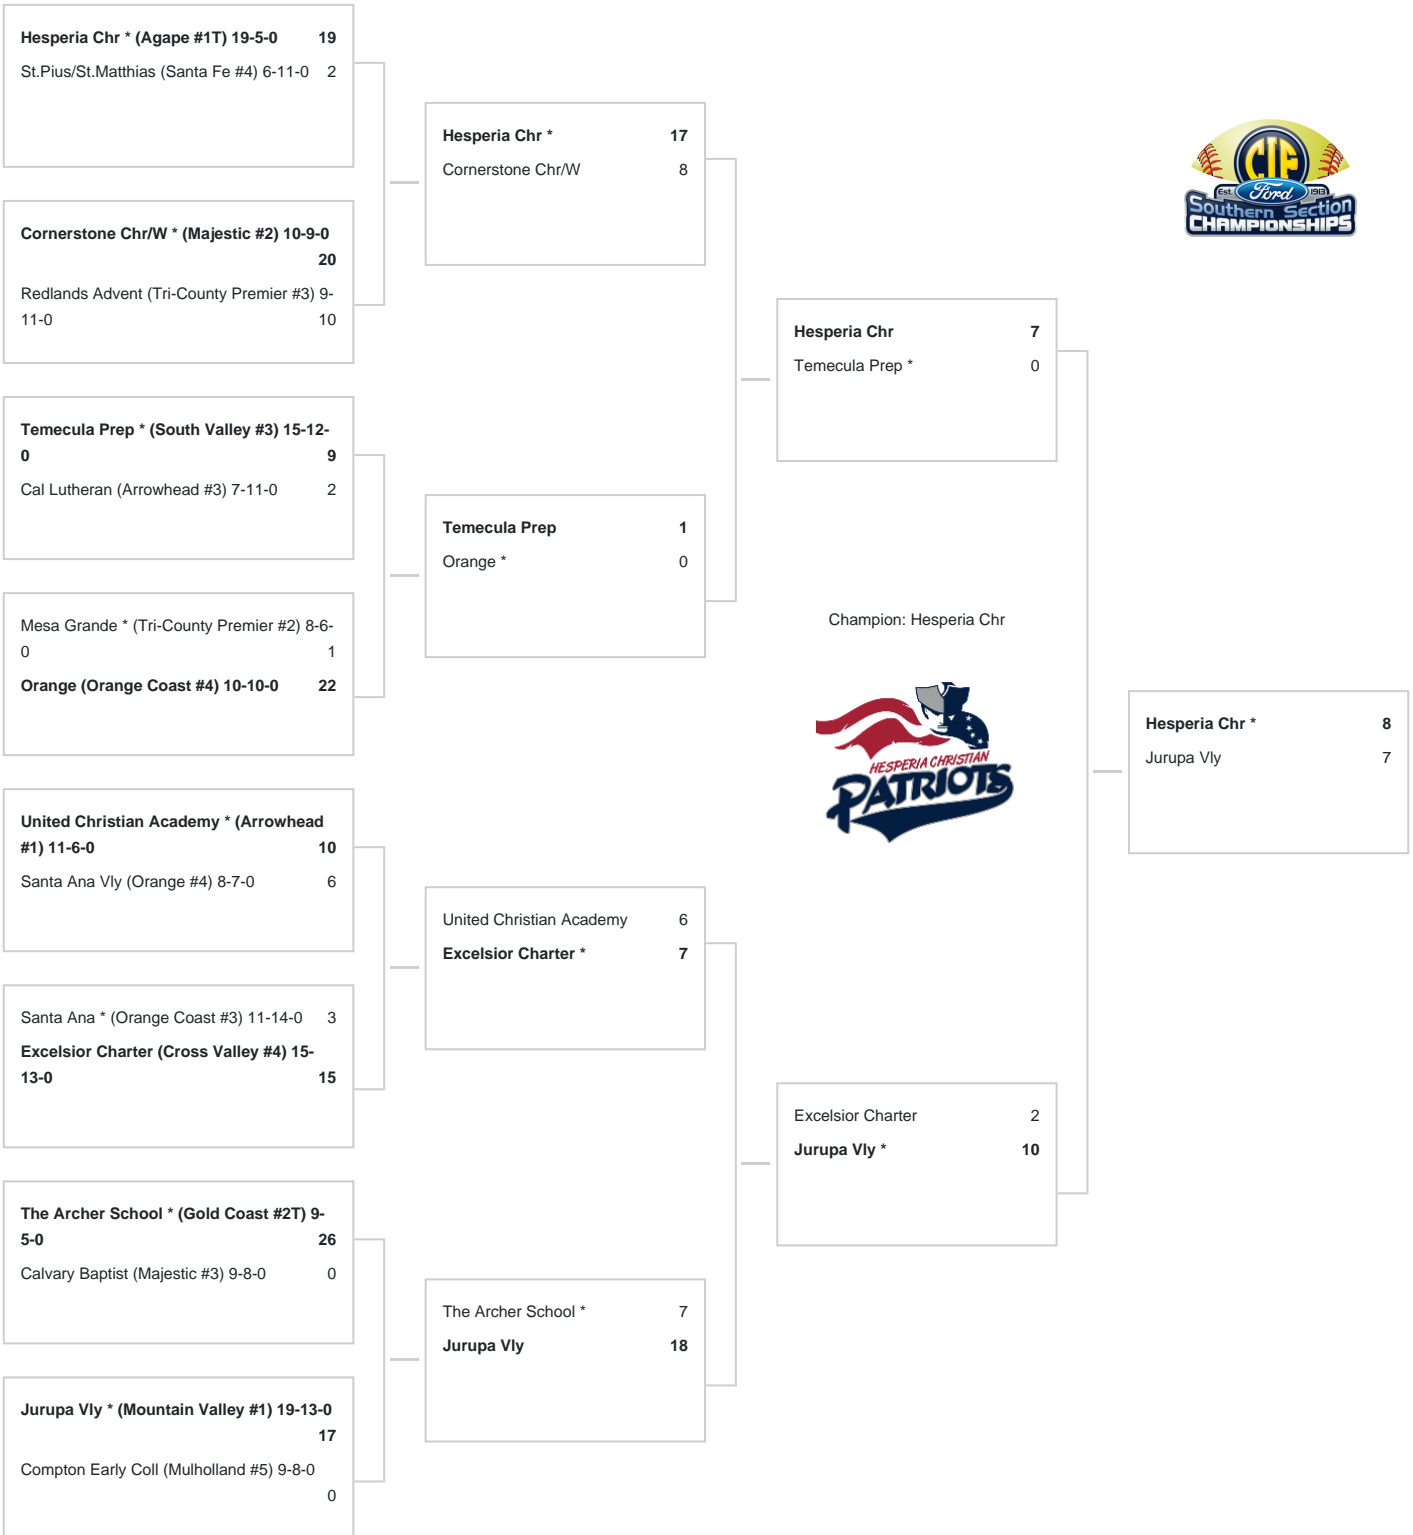 Hesperia Chr * (Agape #1T) 19-5-0 19
St.Pius/St.Matthias (Santa Fe #4) 6-11-0 2
Cornerstone Chr/W * (Majestic #2) 10-9-0
20
Redlands Advent (Tri-County Premier #3) 9-
11-0 10
Temecula Prep * (South Valley #3) 15-12-
0 9
Cal Lutheran (Arrowhead #3) 7-11-0 2
Mesa Grande * (Tri-County Premier #2) 8-6-
0 1
Orange (Orange Coast #4) 10-10-0 22
United Christian Academy * (Arrowhead
#1) 11-6-0 10
Santa Ana Vly (Orange #4) 8-7-0 6
Santa Ana * (Orange Coast #3) 11-14-0 3
Excelsior Charter (Cross Valley #4) 15-
13-0 15
The Archer School * (Gold Coast #2T) 9-
5-0 26
Calvary Baptist (Majestic #3) 9-8-0 0
Jurupa Vly * (Mountain Valley #1) 19-13-0
17
Compton Early Coll (Mulholland #5) 9-8-0
0
Hesperia Chr * 17
Cornerstone Chr/W 8
Temecula Prep 1
Orange * 0
United Christian Academy 6
Excelsior Charter * 7
The Archer School * 7
Jurupa Vly 18
Hesperia Chr 7
Temecula Prep * 0
Excelsior Charter 2
Jurupa Vly * 10
Champion: Hesperia Chr
HESPERIA CHRISTIAN
PATRIOTS
CIF
Est. Ford 1913
Southern Section
CHAMPIONSHIPS
Hesperia Chr * 8
Jurupa Vly 7